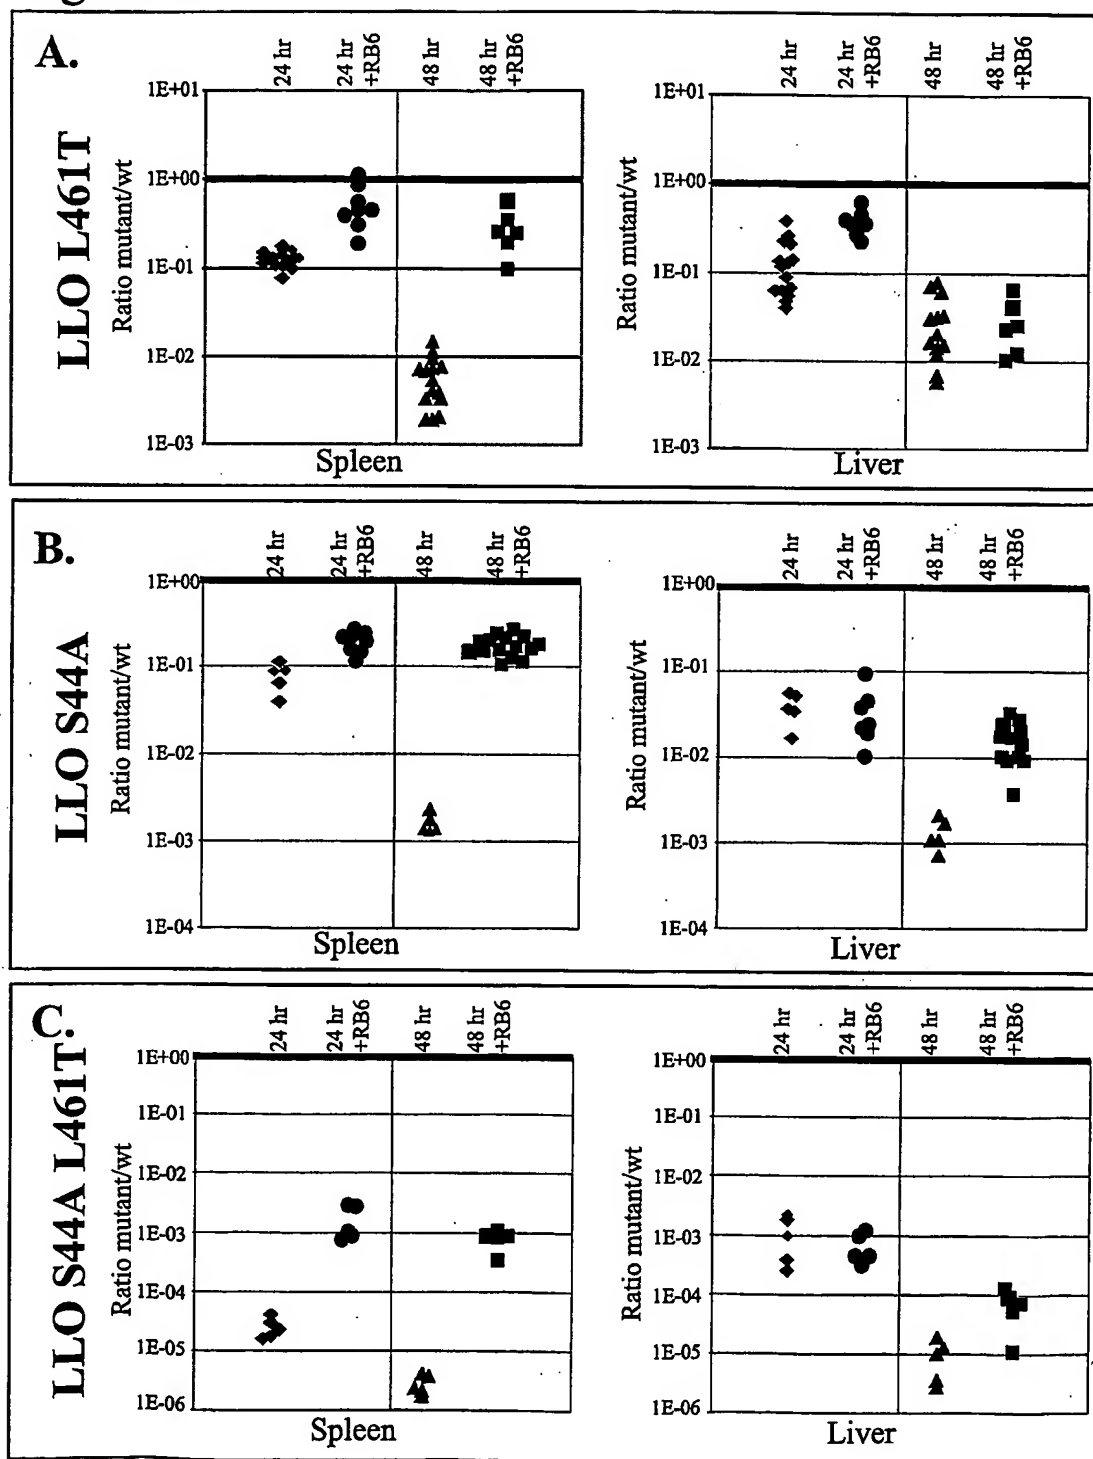 A.
LLO L461T
24 hr
24 hr
+RB6
48 hr
48 hr
+RB6
Ratio mutant/wt
1E+01
1E+00
1E-01
1E-02
1E-03
Spleen
24 hr
24 hr
+RB6
48 hr
48 hr
+RB6
Ratio mutant/wt
1E+01
1E+00
1E-01
1E-02
1E-03
Liver
B.
LLO S44A
24 hr
24 hr
+RB6
48 hr
48 hr
+RB6
Ratio mutant/wt
1E+00
1E-01
1E-02
1E-03
1E-04
Spleen
24 hr
24 hr
+RB6
48 hr
48 hr
+RB6
Ratio mutant/wt
1E+00
1E-01
1E-02
1E-03
1E-04
Liver
C.
LLO S44A L461T
24 hr
24 hr
+RB6
48 hr
48 hr
+RB6
Ratio mutant/wt
1E+00
1E-01
1E-02
1E-03
1E-04
1E-05
1E-06
Spleen
24 hr
24 hr
+RB6
48 hr
48 hr
+RB6
Ratio mutant/wt
1E+00
1E-01
1E-02
1E-03
1E-04
1E-05
1E-06
Liver